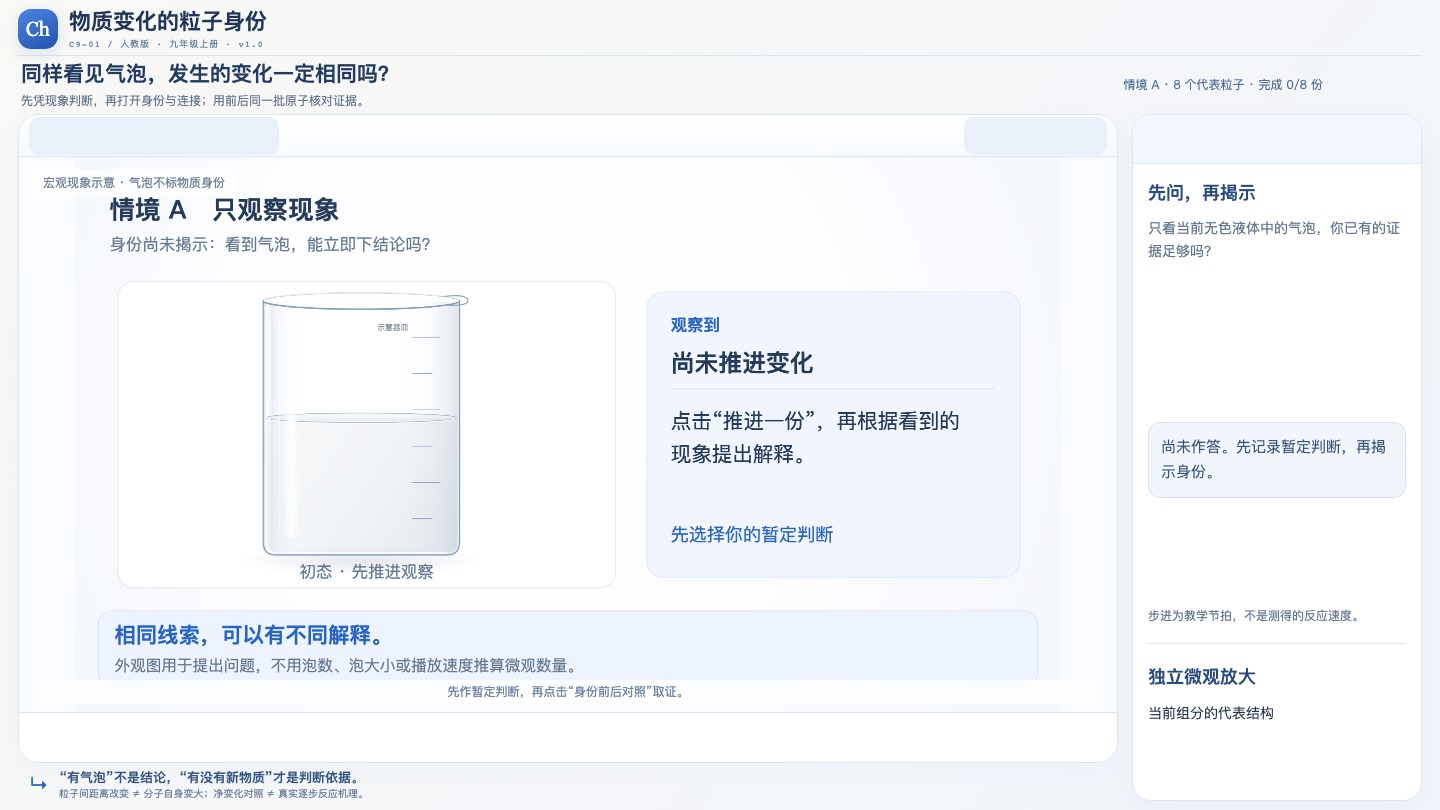 Ch
物质变化的粒子身份
C9-01 / 人教版 · 九年级上册 · v1.0
同样看见气泡，发生的变化一定相同吗？
先凭现象判断，再打开身份与连接；用前后同一批原子核对证据。
情境 A · 8 个代表粒子 · 完成 0/8 份
宏观现象示意 · 气泡不标物质身份
情境 A 只观察现象
身份尚未揭示：看到气泡，能立即下结论吗？
示意器皿
初态 · 先推进观察
观察到
尚未推进变化
点击“推进一份”，再根据看到的
现象提出解释。
先选择你的暂定判断
相同线索，可以有不同解释。
外观图用于提出问题，不用泡数、泡大小或播放速度推算微观数量。
先作暂定判断，再点击“身份前后对照”取证。
先问，再揭示
只看当前无色液体中的气泡，你已有的证
据足够吗？
尚未作答。先记录暂定判断，再揭
示身份。
步进为教学节拍，不是测得的反应速度。
独立微观放大
当前组分的代表结构
“有气泡”不是结论，“有没有新物质”才是判断依据。
粒子间距离改变 ≠ 分子自身变大；净变化对照 ≠ 真实逐步反应机理。